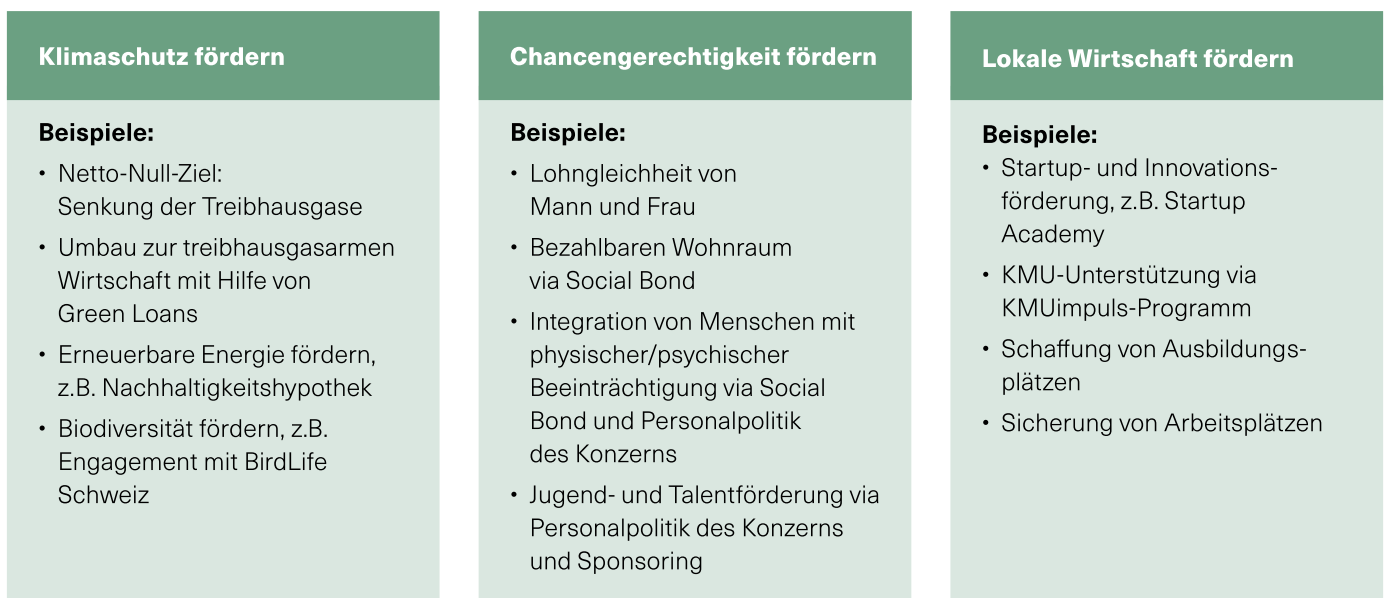 Klimaschutz fördern
Beispiele:
• Netto-Null-Ziel:
Senkung der Treibhausgase
• Umbau zur treibhausgasarmen
Wirtschaft mit Hilfe von
Green Loans
• Erneuerbare Energie fördern,
z.B. Nachhaltigkeitshypothek
• Biodiversität fördern, z.B.
Engagement mit BirdLife
Schweiz
Chancengerechtigkeit fördern
Beispiele:
• Lohngleichheit von
Mann und Frau
• Bezahlbaren Wohnraum
via Social Bond
• Integration von Menschen mit
physischer/psychischer
Beeinträchtigung via Social
Bond und Personalpolitik
des Konzerns
• Jugend- und Talentförderung via
Personalpolitik des Konzerns
und Sponsoring
Lokale Wirtschaft fördern
Beispiele:
• Startup- und Innovations-
förderung, z.B. Startup
Academy
• KMU-Unterstützung via
KMUimpuls-Programm
• Schaffung von Ausbildungs-
plätzen
• Sicherung von Arbeitsplätzen